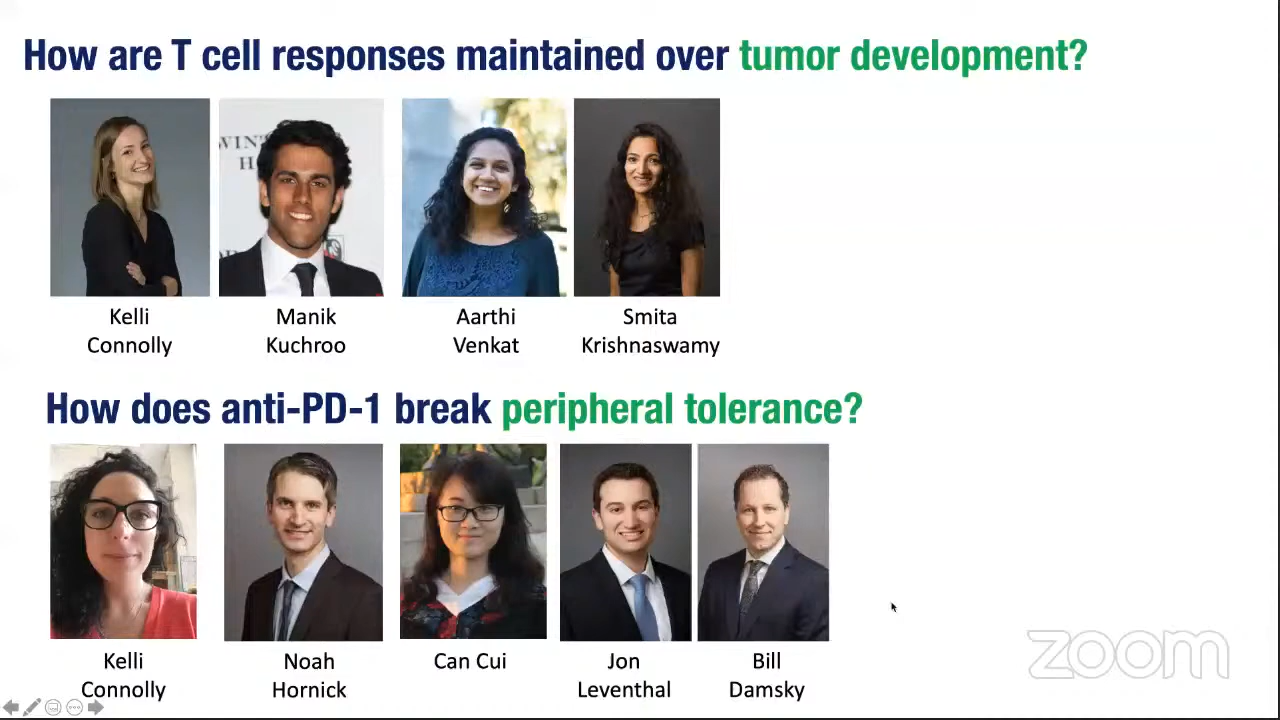 How are T cell responses maintained over tumor development?
WINT
Kelli
Connolly
Manik
Kuchroo
Aarthi
Venkat
Smita
Krishnaswamy
How does anti-PD-1 break peripheral tolerance?
Kelli
Connolly
Noah
Hornick
Can Cui
Jon
Leventhal
Bill
Damsky
zoom